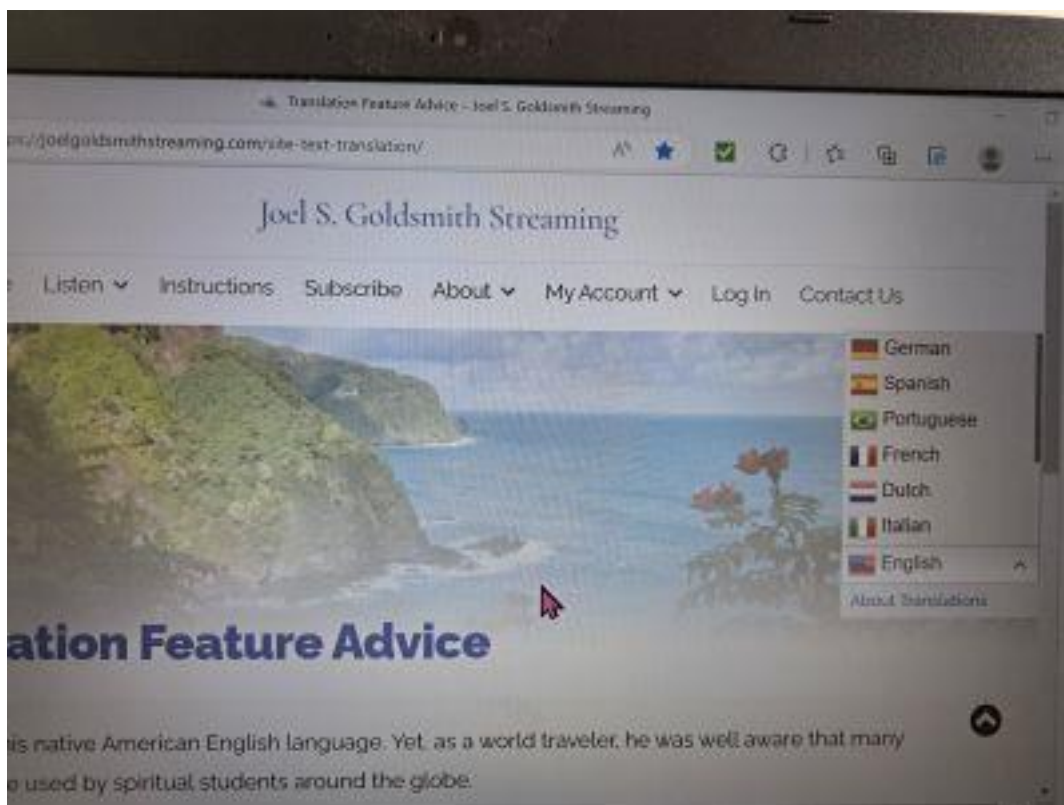 Translation Feature Advice - Joel S. Goldsmith Streaming
joelgoldsmithstreaming.com/site-text-translation/
Joel S. Goldsmith Streaming
Listen Instructions Subscribe About My Account Log In Contact Us
German
Spanish
Portuguese
French
Dutch
Italian
English
About Translations
ation Feature Advice
is native American English language. Yet, as a world traveler, he was well aware that many
o used by spiritual students around the globe.